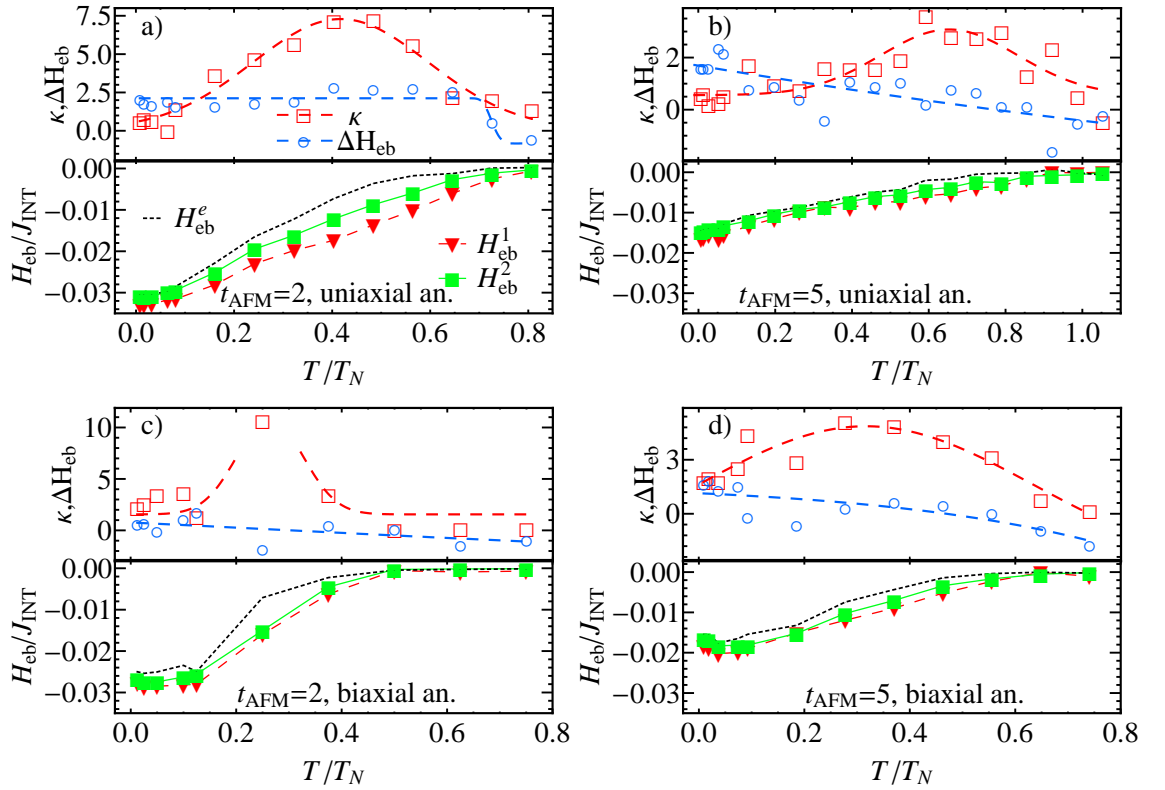 a)
κ,ΔH_eb
7.5
5.0
2.5
0.0
κ
ΔH_eb
H_eb/J_INT
0.00
−0.01
−0.02
−0.03
H^e_eb
H^1_eb
H^2_eb
t_AFM=2, uniaxial an.
0.0 0.2 0.4 0.6 0.8
T/T_N
b)
κ,ΔH_eb
2
0
H_eb/J_INT
0.00
−0.01
−0.02
−0.03
t_AFM=5, uniaxial an.
0.0 0.2 0.4 0.6 0.8 1.0
T/T_N
c)
κ,ΔH_eb
10
5
0
H_eb/J_INT
0.00
−0.01
−0.02
−0.03
t_AFM=2, biaxial an.
0.0 0.2 0.4 0.6 0.8
T/T_N
d)
κ,ΔH_eb
3
0
H_eb/J_INT
0.00
−0.01
−0.02
−0.03
t_AFM=5, biaxial an.
0.0 0.2 0.4 0.6 0.8
T/T_N